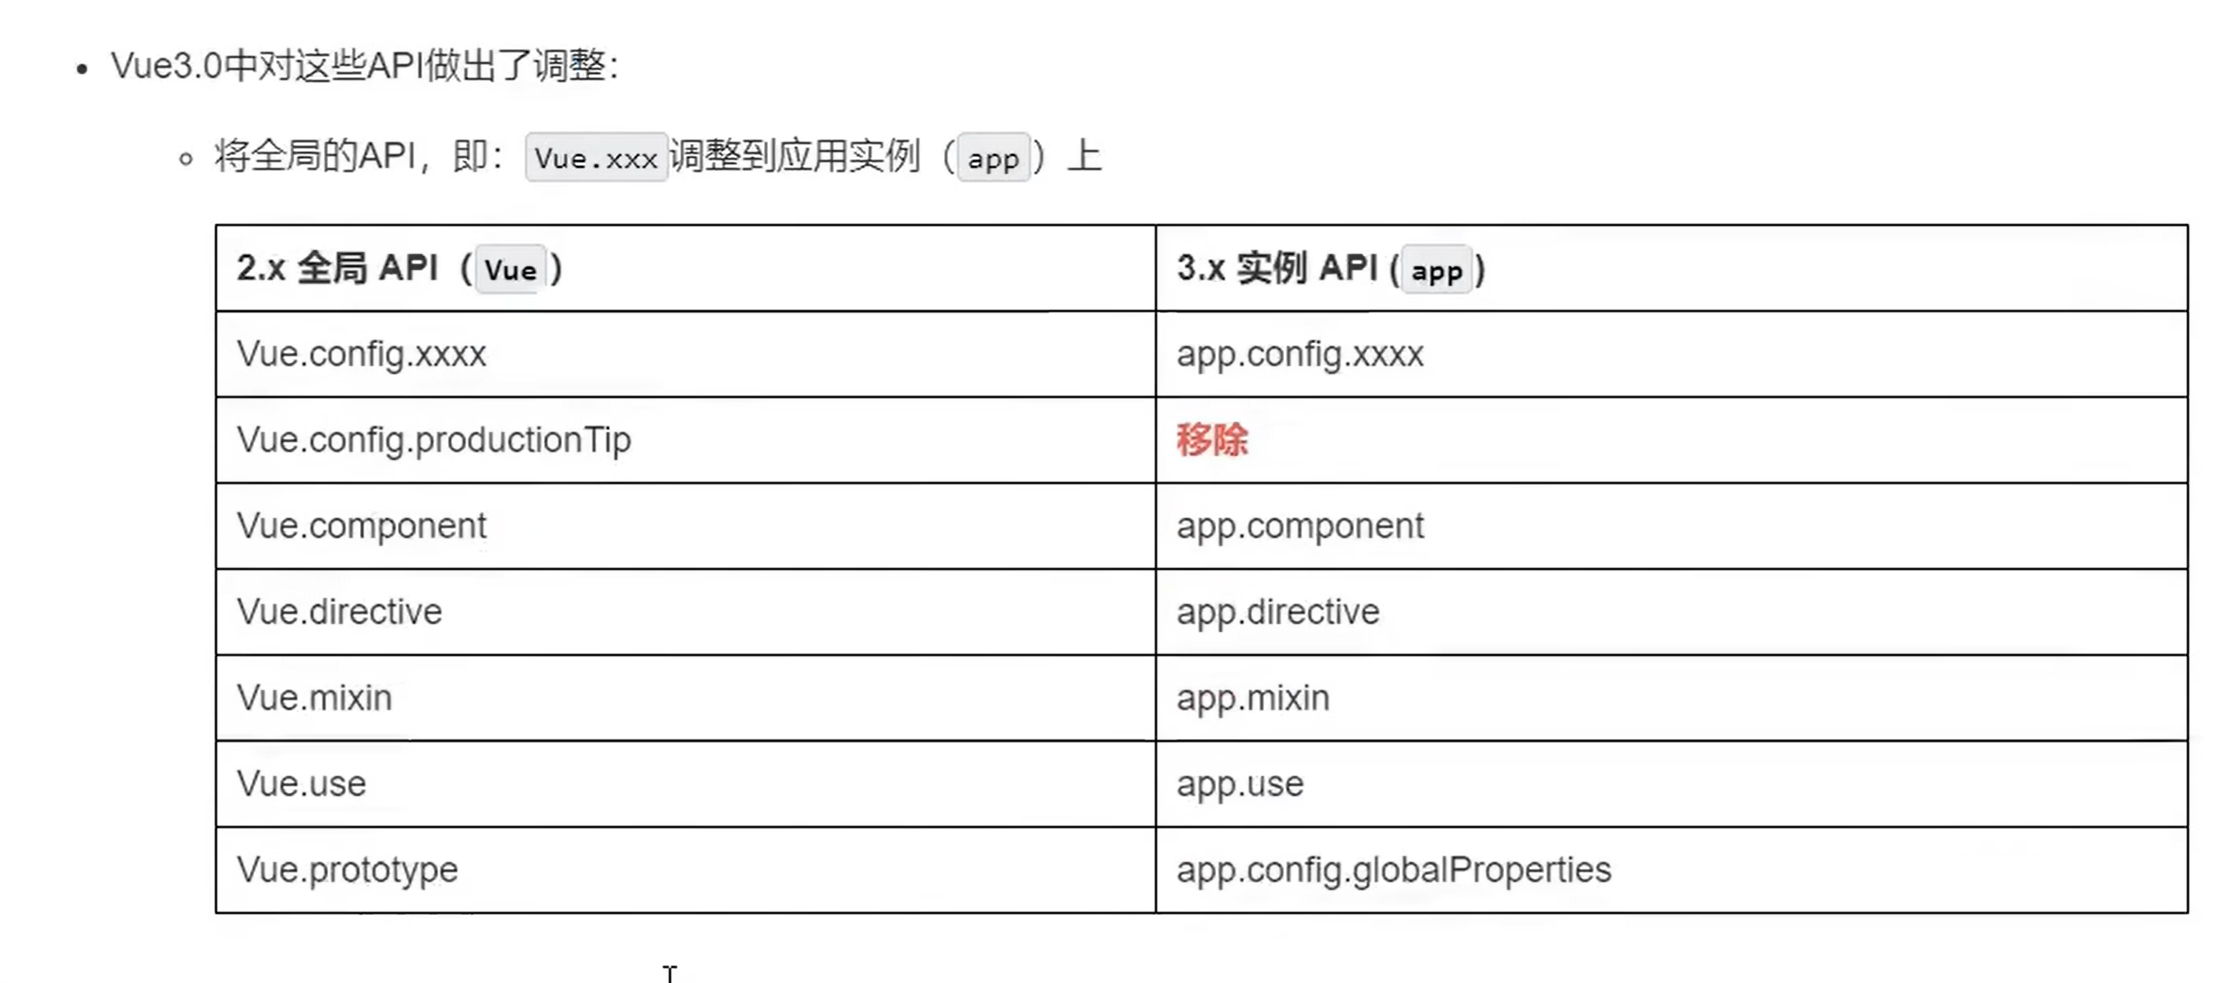 • Vue3.0中对这些API做出了调整：
◦ 将全局的API，即：Vue.xxx调整到应用实例（app）上
2.x 全局 API（Vue） 3.x 实例 API (app)
Vue.config.xxxx app.config.xxxx
Vue.config.productionTip 移除
Vue.component app.component
Vue.directive app.directive
Vue.mixin app.mixin
Vue.use app.use
Vue.prototype app.config.globalProperties